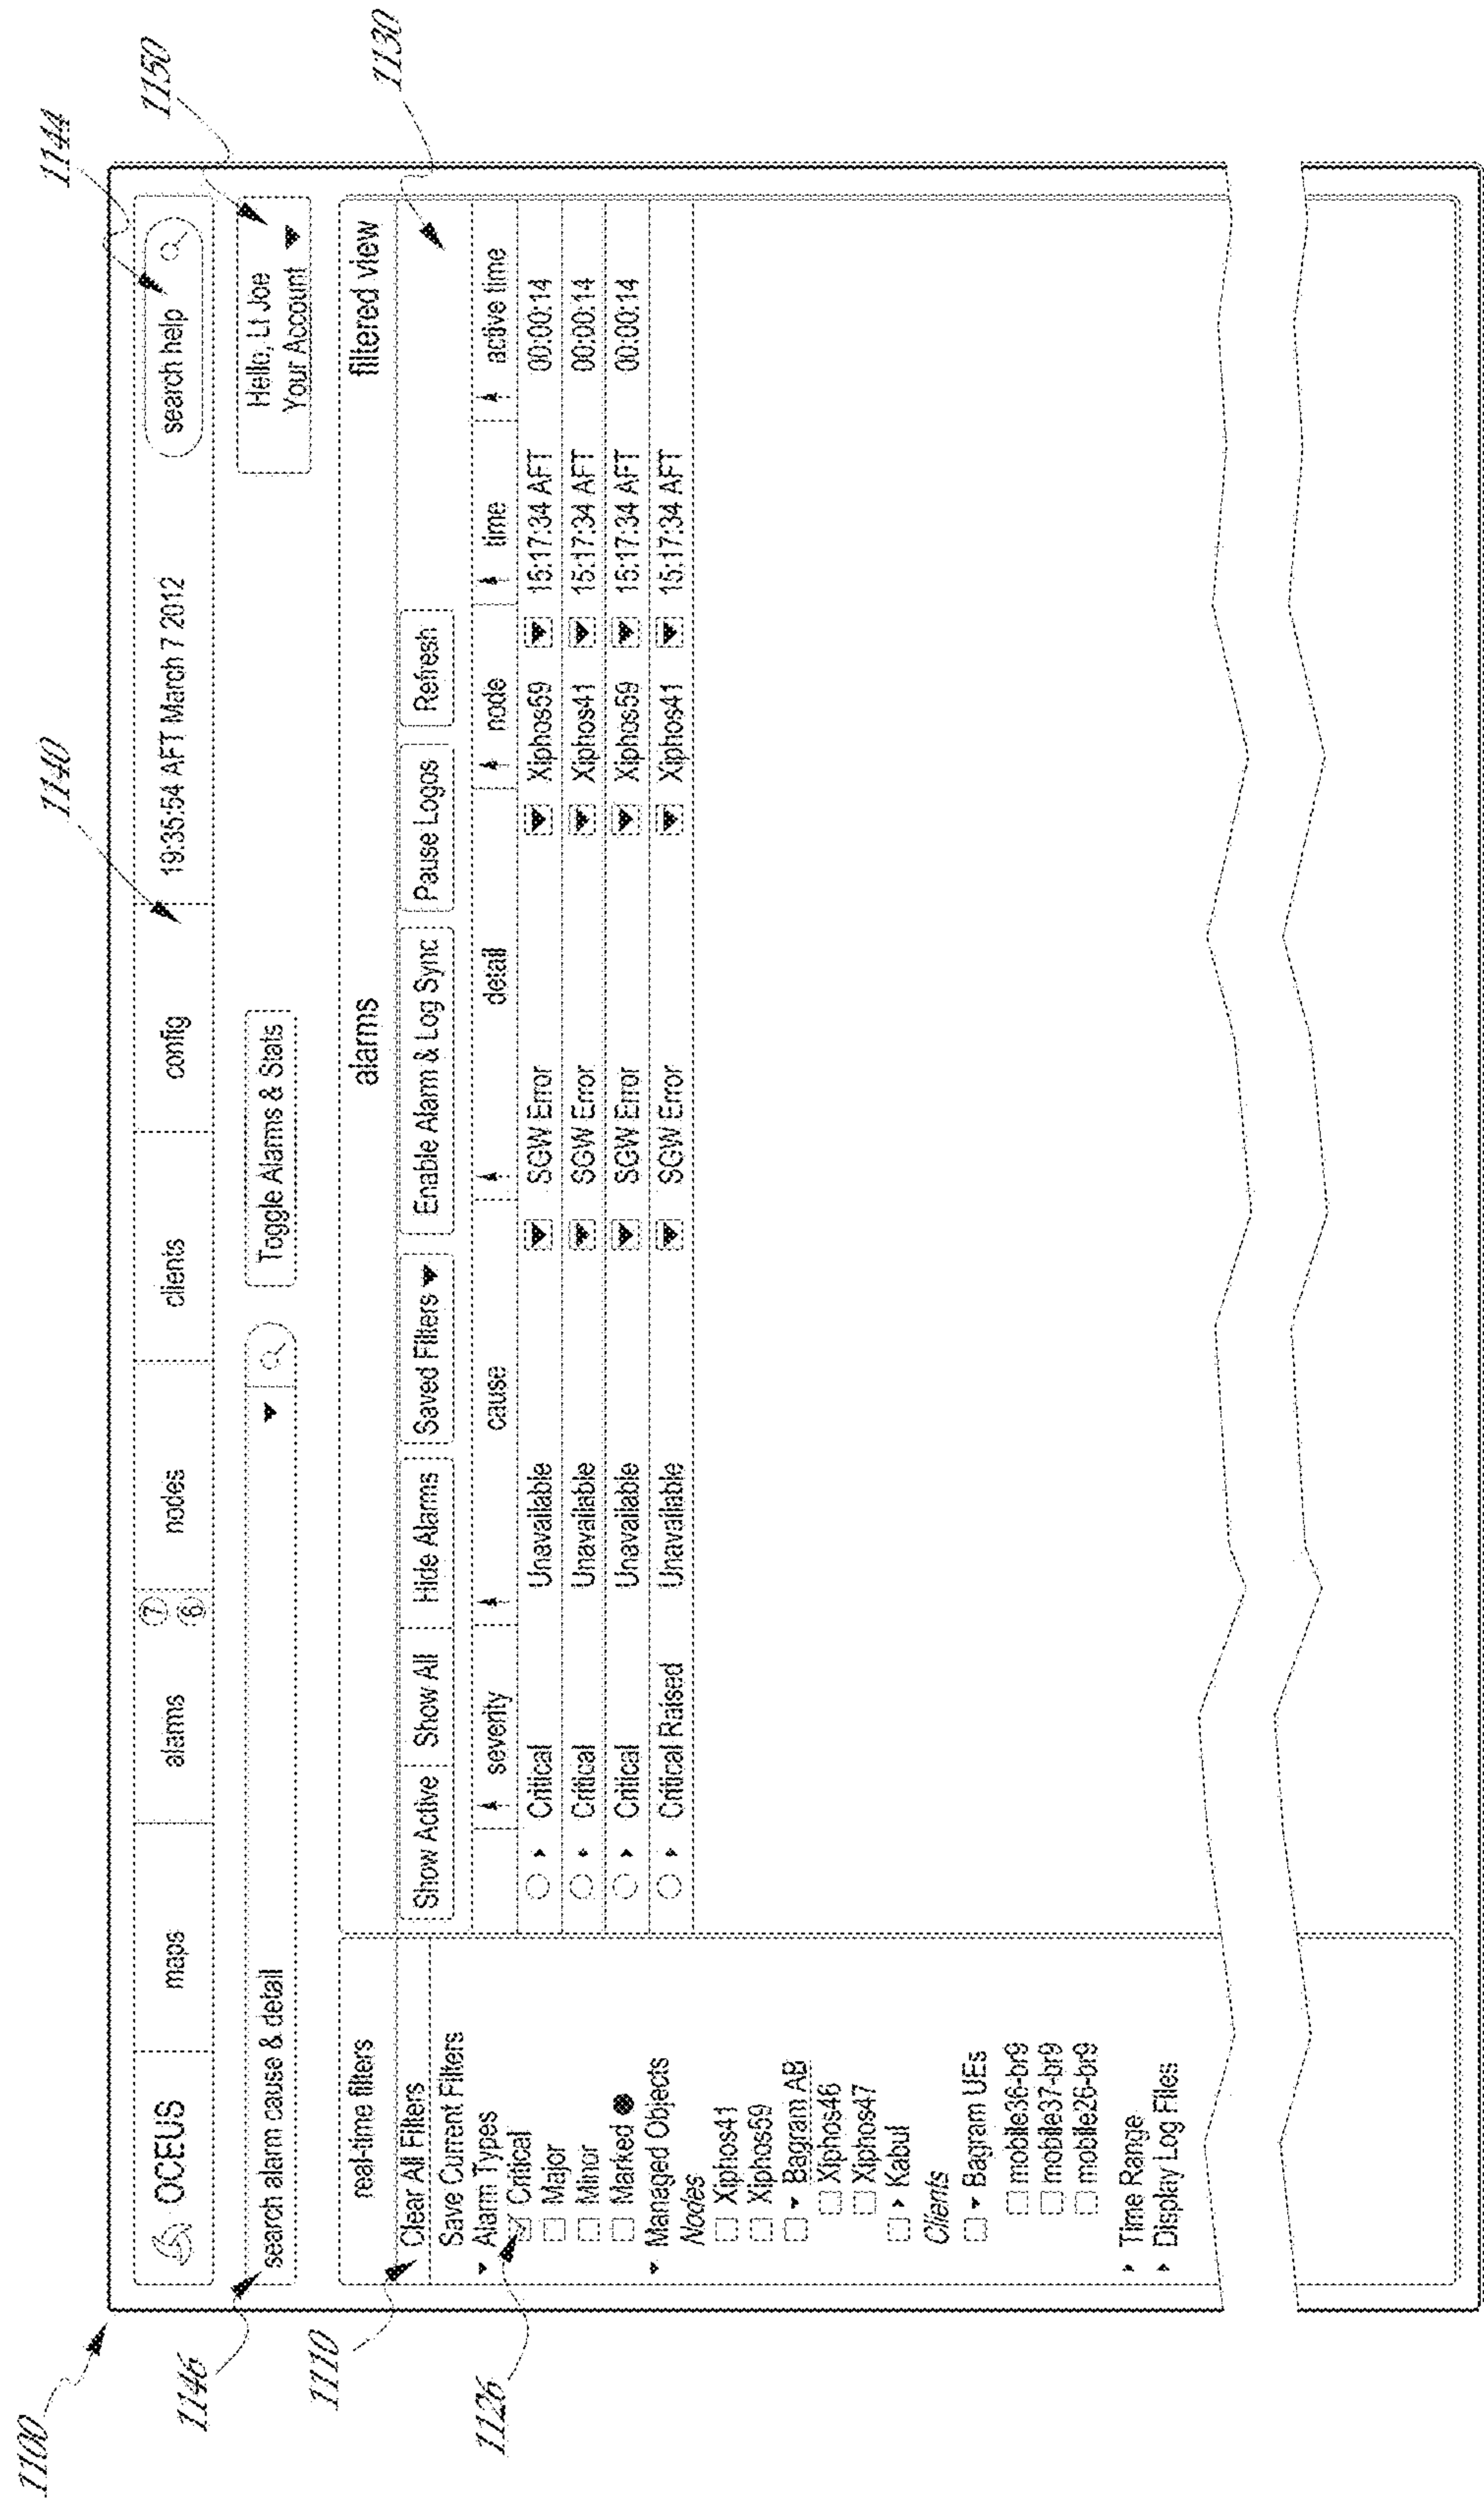 1100
1140
1144
1150
OCEUS maps alarms 7 6 nodes clients config 19:35:54 AFT March 7 2012 search help
1146
search alarm cause & detail Toggle Alarms & Stats Hello, Lt Joe
Your Account
real-time filters alarms filtered view
1110
1130
Clear All Filters Show Active Show All Hide Alarms Saved Filters Enable Alarm & Log Sync Pause Logos Refresh
Save Current Filters
severity cause detail node time active time
Critical Unavailable SGW Error Xiphos59 15:17:34 AFT 00:00:14
Critical Unavailable SGW Error Xiphos41 15:17:34 AFT 00:00:14
Critical Unavailable SGW Error Xiphos59 15:17:34 AFT 00:00:14
Critical Raised Unavailable SGW Error Xiphos41 15:17:34 AFT
Alarm Types
1126
Critical
Major
Minor
Marked
Managed Objects
Nodes
Xiphos41
Xiphos59
Bagram AB
Xiphos46
Xiphos47
Kabul
Clients
Bagram UEs
mobile36-br9
mobile37-br9
mobile26-br9
Time Range
Display Log Files